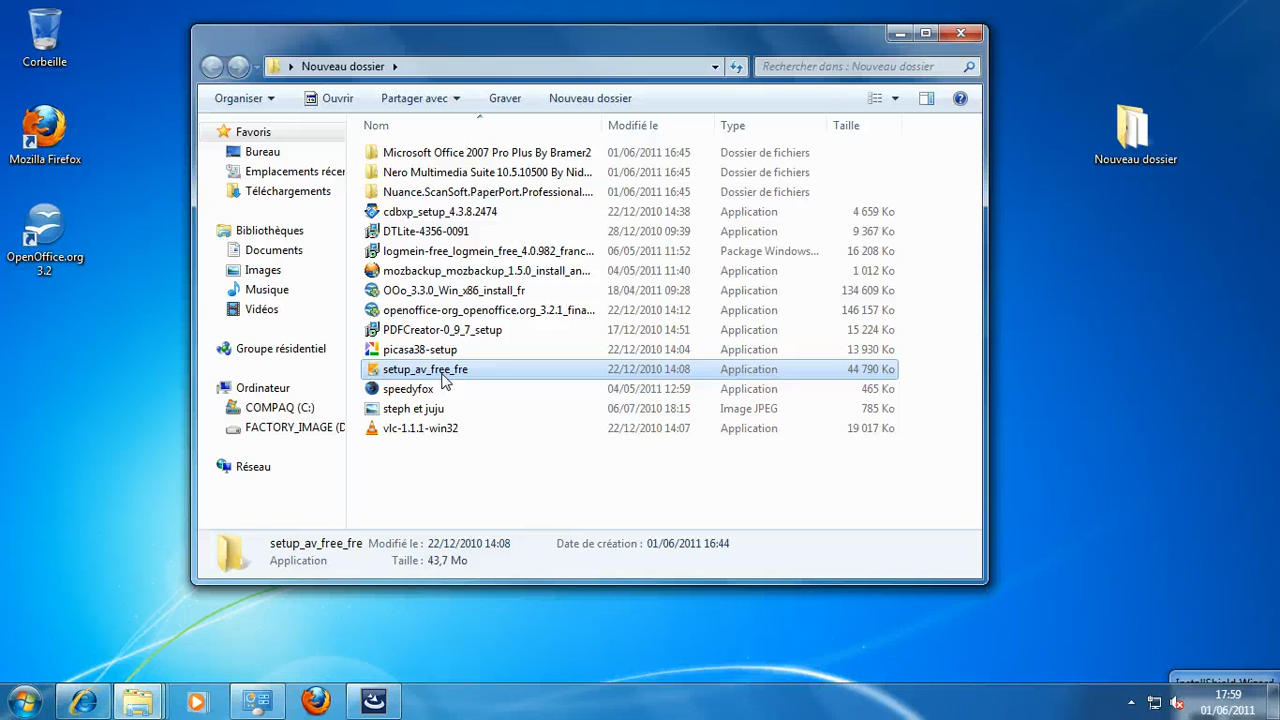 Corbeille
Mozilla Firefox
OpenOffice.org
3.2
Nouveau dossier
Nouveau dossier
Rechercher dans : Nouveau dossier
Organiser
Ouvrir
Partager avec
Graver
Nouveau dossier
Favoris
Bureau
Emplacements récer
Téléchargements
Bibliothèques
Documents
Images
Musique
Vidéos
Groupe résidentiel
Ordinateur
COMPAQ (C:)
FACTORY_IMAGE (D
Réseau
Nom Modifié le Type Taille
Microsoft Office 2007 Pro Plus By Bramer2 01/06/2011 16:45 Dossier de fichiers
Nero Multimedia Suite 10.5.10500 By Nid... 01/06/2011 16:45 Dossier de fichiers
Nuance.ScanSoft.PaperPort.Professional.... 01/06/2011 16:45 Dossier de fichiers
cdbxp_setup_4.3.8.2474 22/12/2010 14:38 Application 4 659 Ko
DTLite-4356-0091 28/12/2010 09:39 Application 9 367 Ko
logmein-free_logmein_free_4.0.982_franc... 06/05/2011 11:52 Package Windows... 16 208 Ko
mozbackup_mozbackup_1.5.0_install_an... 04/05/2011 11:40 Application 1 012 Ko
OOo_3.3.0_Win_x86_install_fr 18/04/2011 09:28 Application 134 609 Ko
openoffice-org_openoffice.org_3.2.1_fina... 22/12/2010 14:12 Application 146 157 Ko
PDFCreator-0_9_7_setup 17/12/2010 14:51 Application 15 224 Ko
picasa38-setup 22/12/2010 14:04 Application 13 930 Ko
setup_av_free_fre 22/12/2010 14:08 Application 44 790 Ko
speedyfox 04/05/2011 12:59 Application 465 Ko
steph et juju 06/07/2010 18:15 Image JPEG 785 Ko
vlc-1.1.1-win32 22/12/2010 14:07 Application 19 017 Ko
setup_av_free_fre Modifié le : 22/12/2010 14:08 Date de création : 01/06/2011 16:44
Application Taille : 43,7 Mo
InstallShield Wizard
17:59
01/06/2011